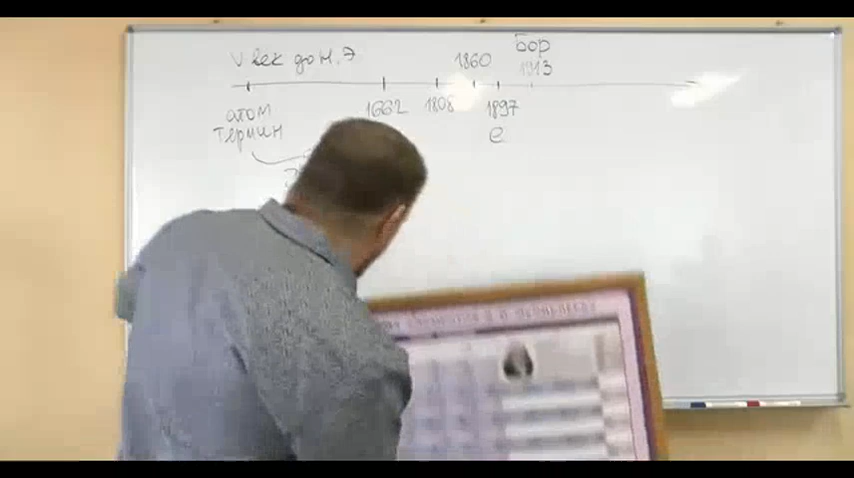 V век до н. э
1860
Бор
1913
атом
термин
1662
1808
1897
e